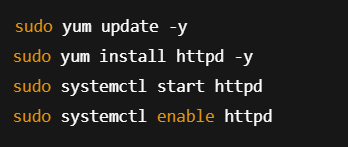 sudo yum update -y
sudo yum install httpd -y
sudo systemctl start httpd
sudo systemctl enable httpd